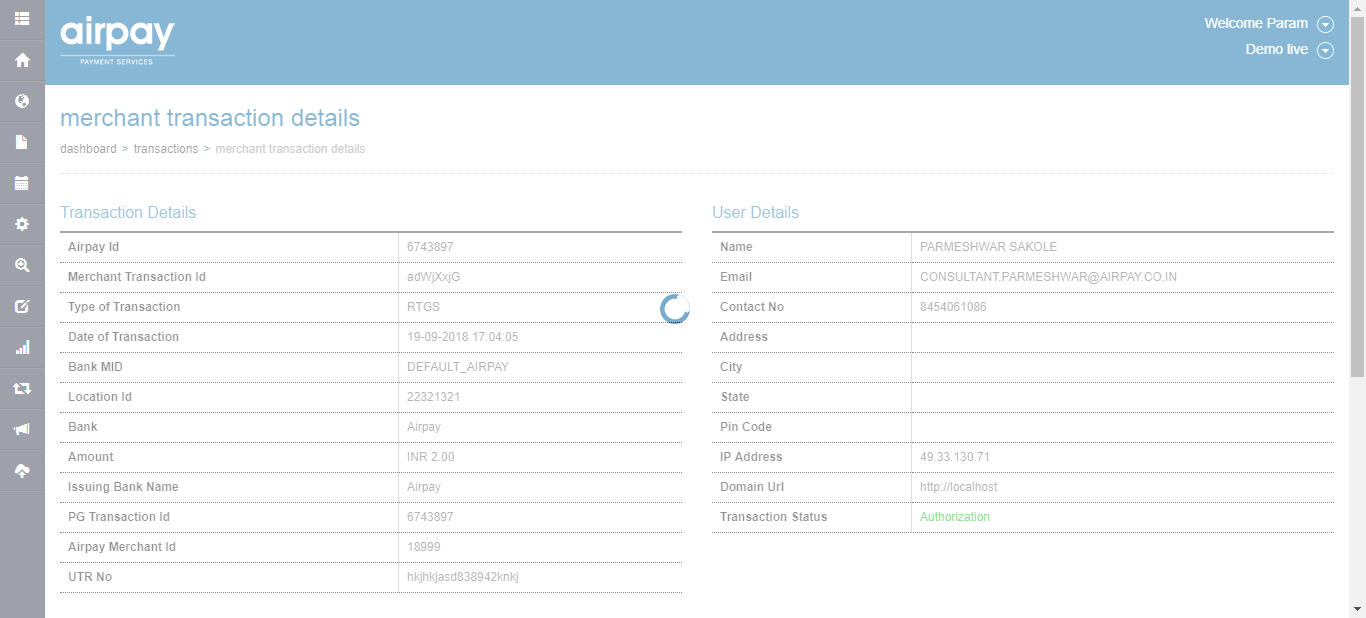 airpay
PAYMENT SERVICES
Welcome Param
Demo live
merchant transaction details
dashboard > transactions > merchant transaction details
Transaction Details
Airpay Id 6743897
Merchant Transaction Id adWjXxjG
Type of Transaction RTGS
Date of Transaction 19-09-2018 17:04:05
Bank MID DEFAULT_AIRPAY
Location Id 22321321
Bank Airpay
Amount INR 2.00
Issuing Bank Name Airpay
PG Transaction Id 6743897
Airpay Merchant Id 18999
UTR No hkjhkjasd838942knkj
User Details
Name PARMESHWAR SAKOLE
Email CONSULTANT.PARMESHWAR@AIRPAY.CO.IN
Contact No 8454061086
Address
City
State
Pin Code
IP Address 49.33.130.71
Domain Url http://localhost
Transaction Status Authorization